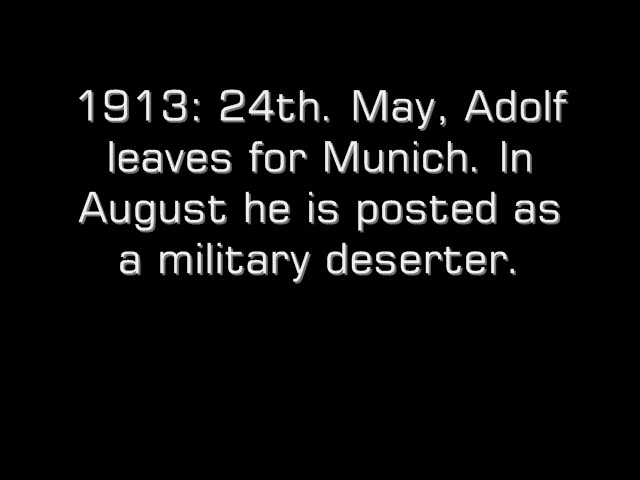 1913: 24th. May, Adolf
leaves for Munich. In
August he is posted as
a military deserter.